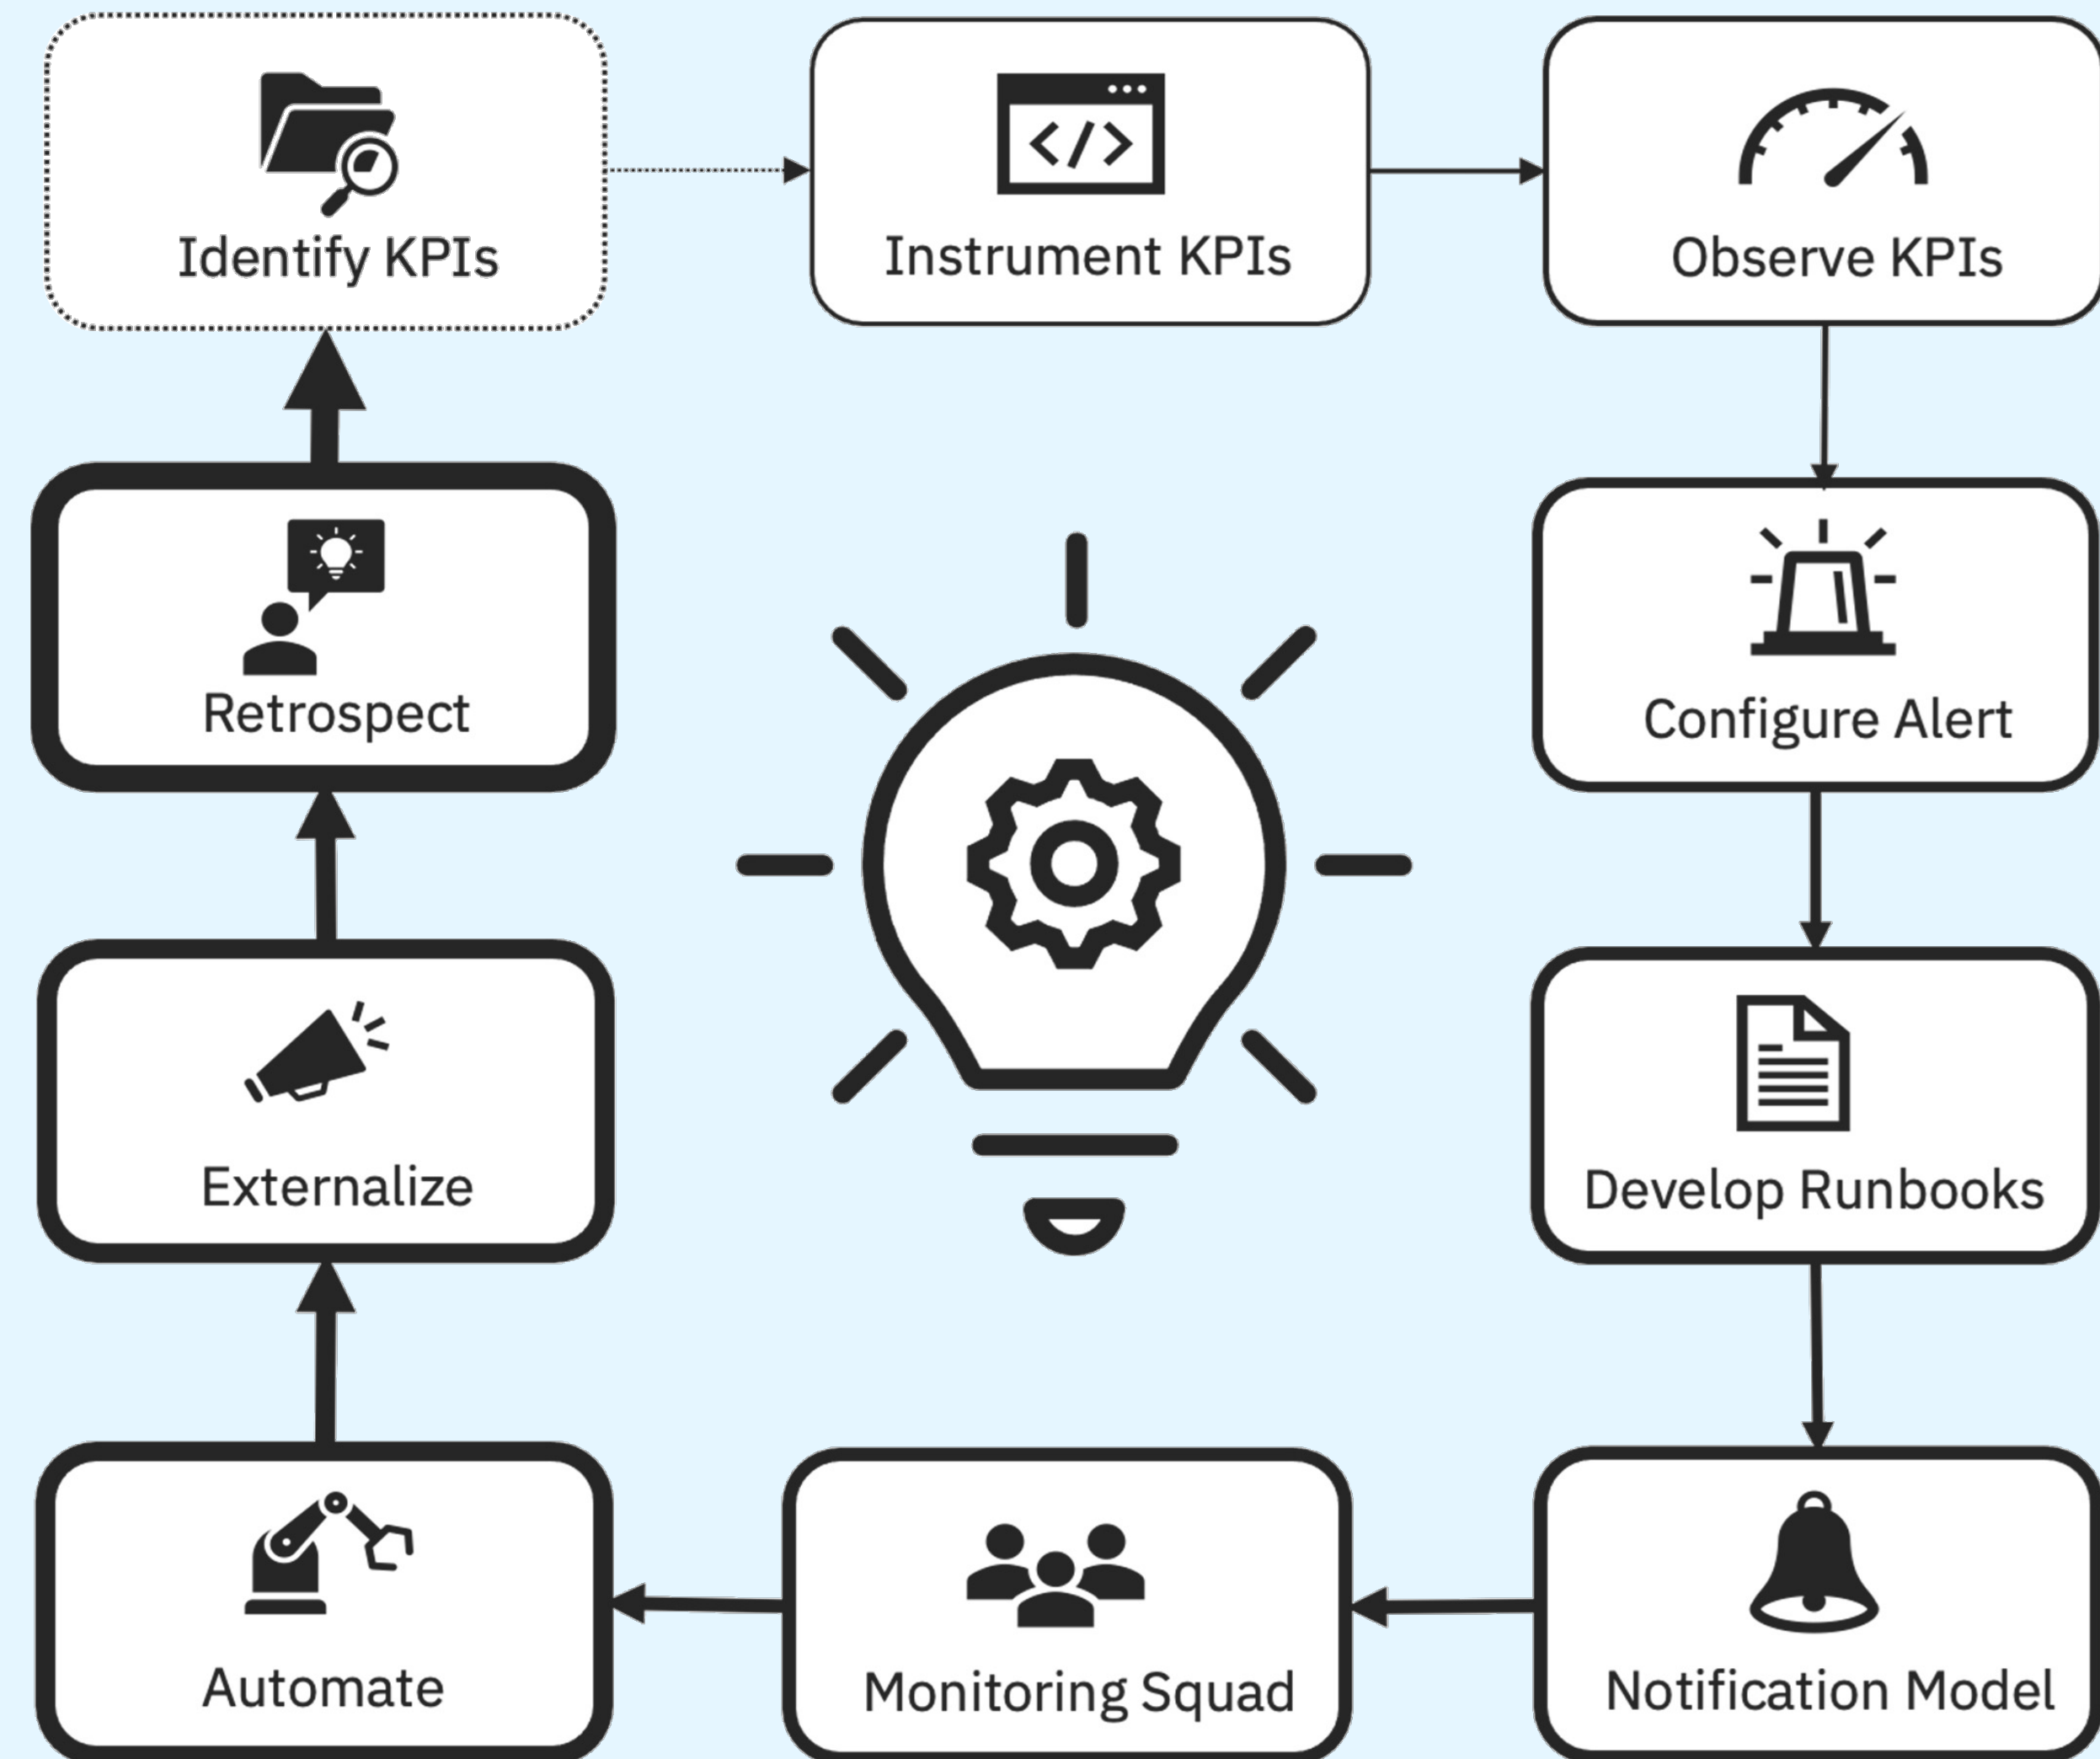 Identify KPIs
Instrument KPIs
Observe KPIs
Configure Alert
Develop Runbooks
Notification Model
Monitoring Squad
Automate
Externalize
Retrospect